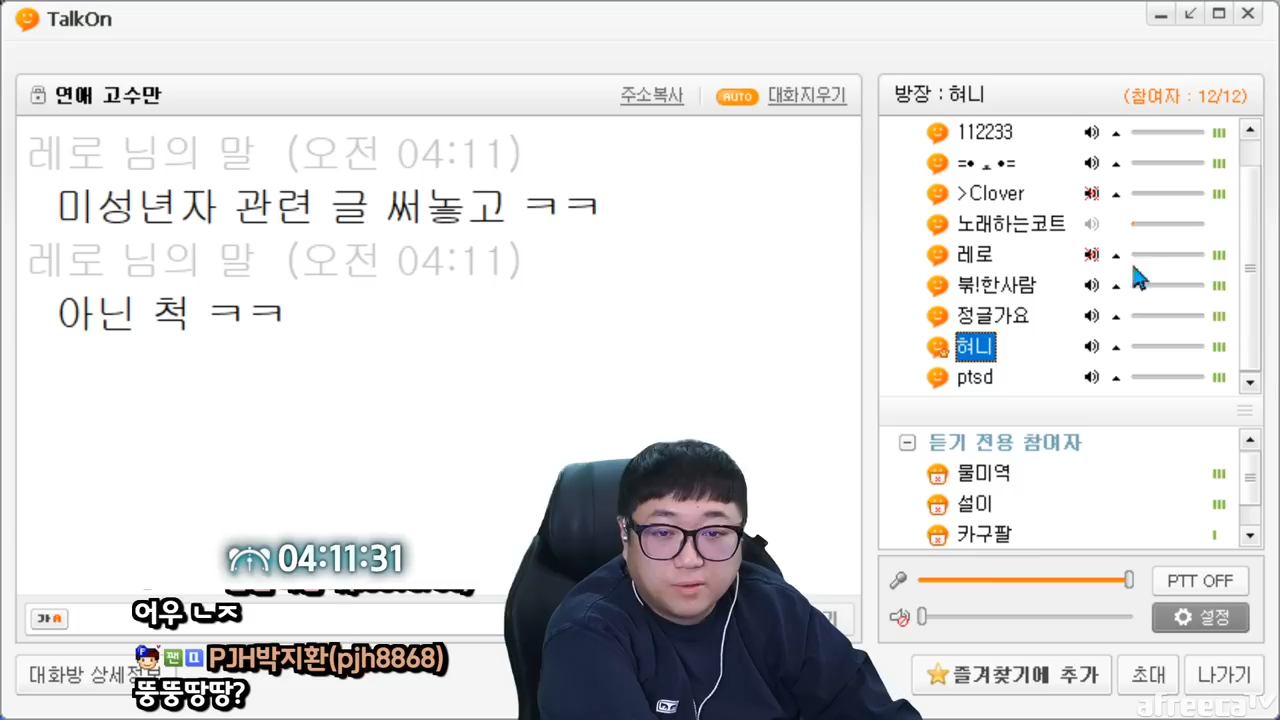 TalkOn
연애 고수만
주소복사
AUTO
대화지우기
레로 님의 말 (오전 04:11)
미성년자 관련 글 써놓고 ㅋㅋ
레로 님의 말 (오전 04:11)
아닌 척 ㅋㅋ
방장 : 혀니
(참여자 : 12/12)
112233
>Clover
노래하는코트
레로
붉!한사람
정글가요
혀니
ptsd
듣기 전용 참여자
물미역
설이
카구팔
PTT OFF
설정
04:11:31
어우 ㄴㅈ
F 팬 미 PJH박지환(pjh8868)
뚱뚱땅땅?
가A
대화방 상세정보
즐겨찾기에 추가
초대
나가기
afreecaTV